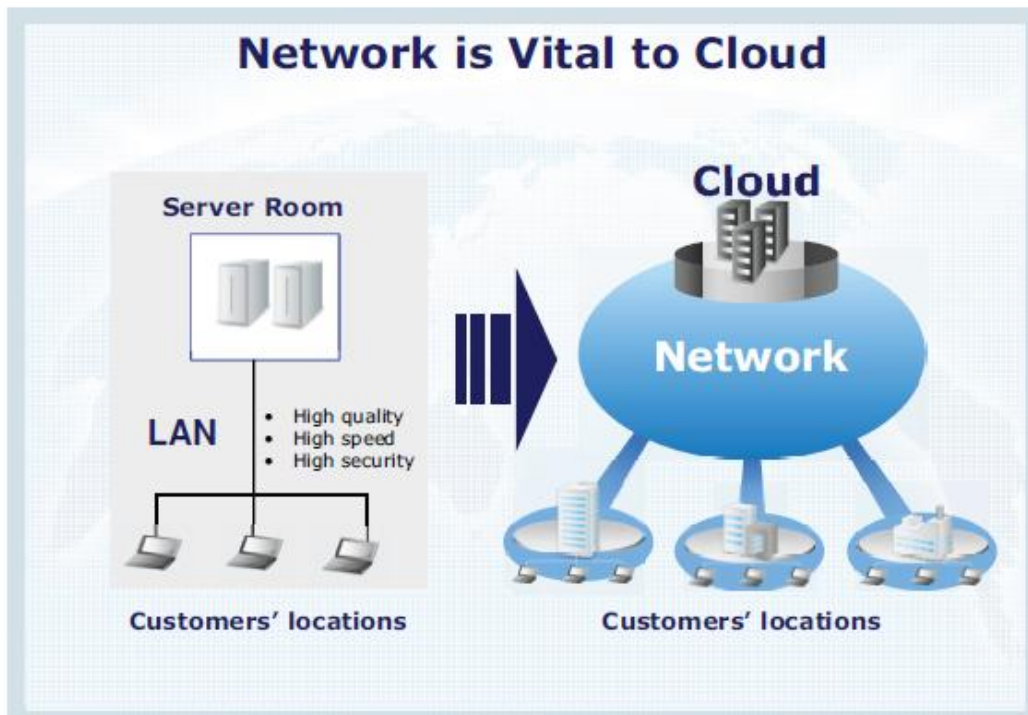 Network is Vital to Cloud
Server Room
LAN
• High quality
• High speed
• High security
Customers’ locations
Cloud
Network
Customers’ locations